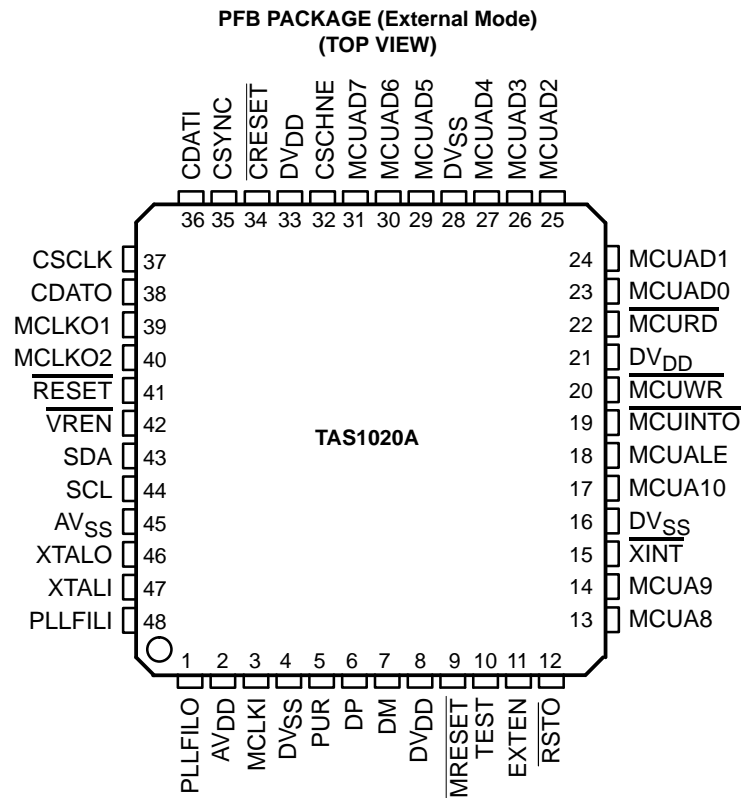 PFB PACKAGE (External Mode)
(TOP VIEW)
CDATI
CSYNC
CRESET
DVDD
CSCHNE
MCUAD7
MCUAD6
MCUAD5
DVSS
MCUAD4
MCUAD3
MCUAD2
36 35 34 33 32 31 30 29 28 27 26 25
CSCLK 37 24 MCUAD1
CDATO 38 23 MCUAD0
MCLKO1 39 22 MCURD
MCLKO2 40 21 DVDD
RESET 41 20 MCUWR
VREN 42 19 MCUINTO
TAS1020A
SDA 43 18 MCUALE
SCL 44 17 MCUA10
AVSS 45 16 DVSS
XTALO 46 15 XINT
XTALI 47 14 MCUA9
PLLFILI 48 13 MCUA8
1 2 3 4 5 6 7 8 9 10 11 12
PLLFILO
AVDD
MCLKI
DVSS
PUR
DP
DM
DVDD
MRESET
TEST
EXTEN
RSTO